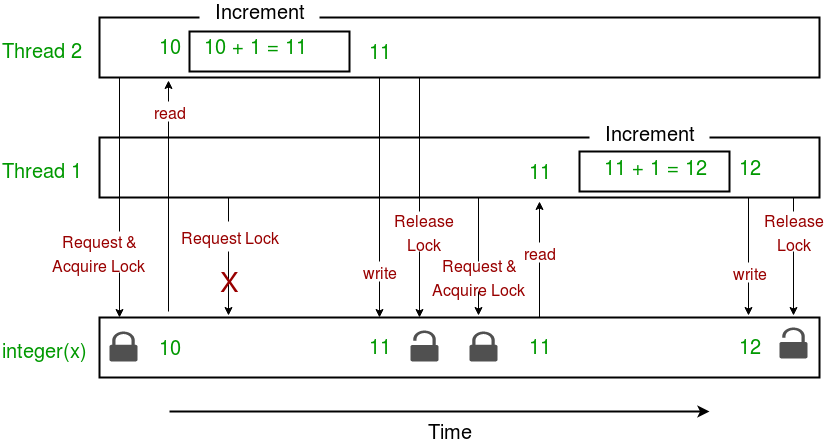 Increment
Thread 2
10
10 + 1 = 11
11
read
Increment
Thread 1
11
11 + 1 = 12
12
Request &
Acquire Lock
Request Lock
X
write
Release
Lock
Request &
Acquire Lock
read
write
Release
Lock
integer(x)
10
11
11
12
Time